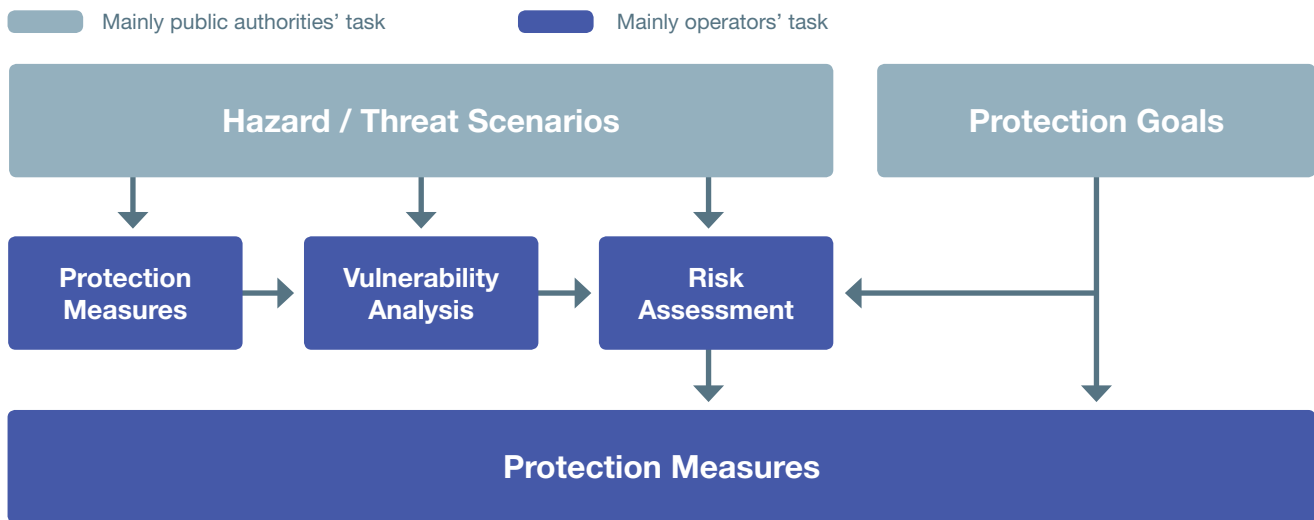 Mainly public authorities’ task
Mainly operators’ task
Hazard / Threat Scenarios
Protection Goals
Protection
Measures
Vulnerability
Analysis
Risk
Assessment
Protection Measures